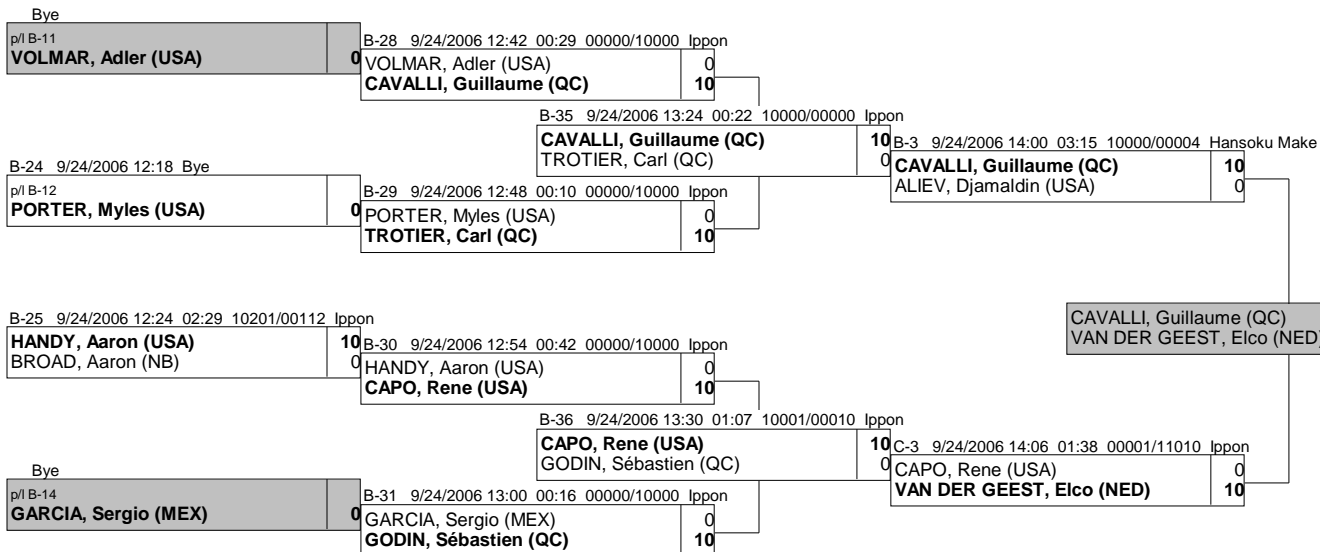 Bye
p/l B-11
VOLMAR, Adler (USA) 0
B-28 9/24/2006 12:42 00:29 00000/10000 Ippon
VOLMAR, Adler (USA) 0
CAVALLI, Guillaume (QC) 10
B-35 9/24/2006 13:24 00:22 10000/00000 Ippon
CAVALLI, Guillaume (QC) 10
TROTIER, Carl (QC) 0
B-3 9/24/2006 14:00 03:15 10000/00004 Hansoku Make
CAVALLI, Guillaume (QC) 10
ALIEV, Djamaldin (USA) 0
B-24 9/24/2006 12:18 Bye
p/l B-12
PORTER, Myles (USA) 0
B-29 9/24/2006 12:48 00:10 00000/10000 Ippon
PORTER, Myles (USA) 0
TROTIER, Carl (QC) 10
B-25 9/24/2006 12:24 02:29 10201/00112 Ippon
HANDY, Aaron (USA) 10
BROAD, Aaron (NB) 0
CAVALLI, Guillaume (QC)
VAN DER GEEST, Elco (NED)
B-30 9/24/2006 12:54 00:42 00000/10000 Ippon
HANDY, Aaron (USA) 0
CAPO, Rene (USA) 10
B-36 9/24/2006 13:30 01:07 10001/00010 Ippon
CAPO, Rene (USA) 10
GODIN, Sébastien (QC) 0
C-3 9/24/2006 14:06 01:38 00001/11010 Ippon
CAPO, Rene (USA) 0
VAN DER GEEST, Elco (NED) 10
Bye
p/l B-14
GARCIA, Sergio (MEX) 0
B-31 9/24/2006 13:00 00:16 00000/10000 Ippon
GARCIA, Sergio (MEX) 0
GODIN, Sébastien (QC) 10